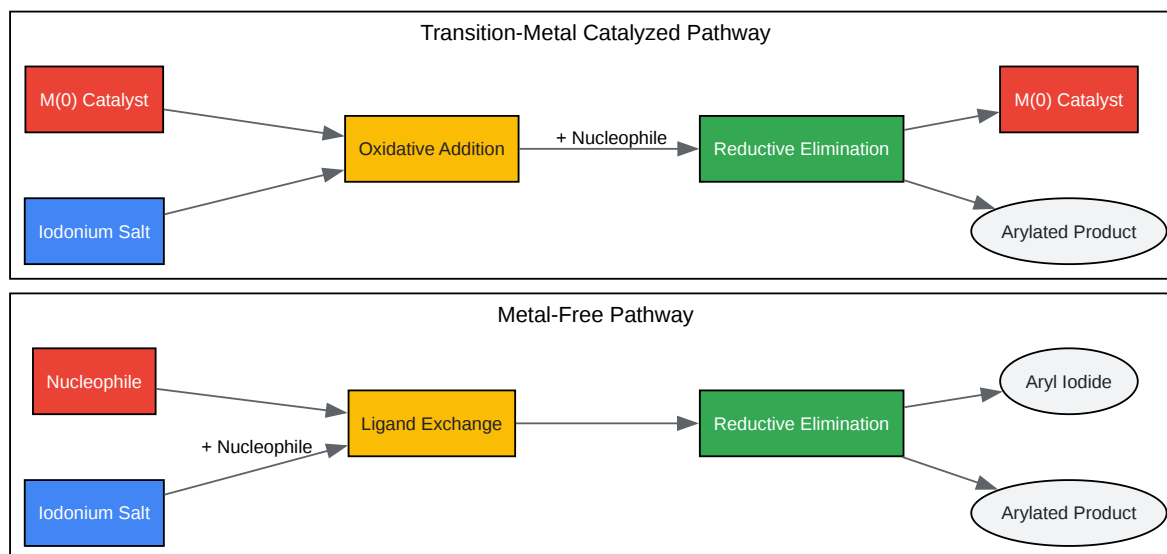 Transition-Metal Catalyzed Pathway
M(0) Catalyst
Iodonium Salt
Oxidative Addition
+ Nucleophile
Reductive Elimination
M(0) Catalyst
Arylated Product
Metal-Free Pathway
Nucleophile
Iodonium Salt
+ Nucleophile
Ligand Exchange
Reductive Elimination
Aryl Iodide
Arylated Product